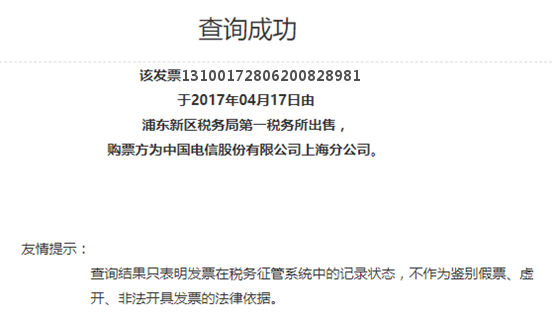 查询成功
该发票13100172806200828981
于2017年04月17日由
浦东新区税务局第一税务所出售，
购票方为中国电信股份有限公司上海分公司。
友情提示：
查询结果只表明发票在税务征管系统中的记录状态，不作为鉴别假票、虚
开、非法开具发票的法律依据。